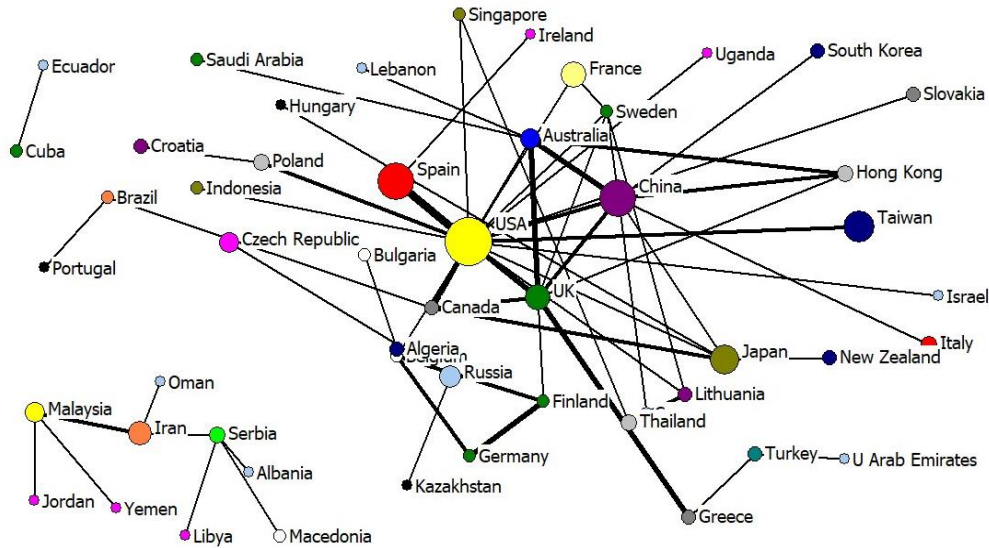 Singapore
Ireland
Uganda
South Korea
Saudi Arabia
Ecuador
Lebanon
France
Slovakia
Hungary
Sweden
Australia
Cuba
Croatia
Poland
Spain
Hong Kong
China
Indonesia
Brazil
USA
Taiwan
Czech Republic
Bulgaria
Portugal
UK
Israel
Canada
Algeria
Japan
New Zealand
Italy
Russia
Oman
Lithuania
Finland
Malaysia
Iran
Serbia
Thailand
Germany
Turkey
U Arab Emirates
Albania
Kazakhstan
Jordan
Yemen
Greece
Libya
Macedonia